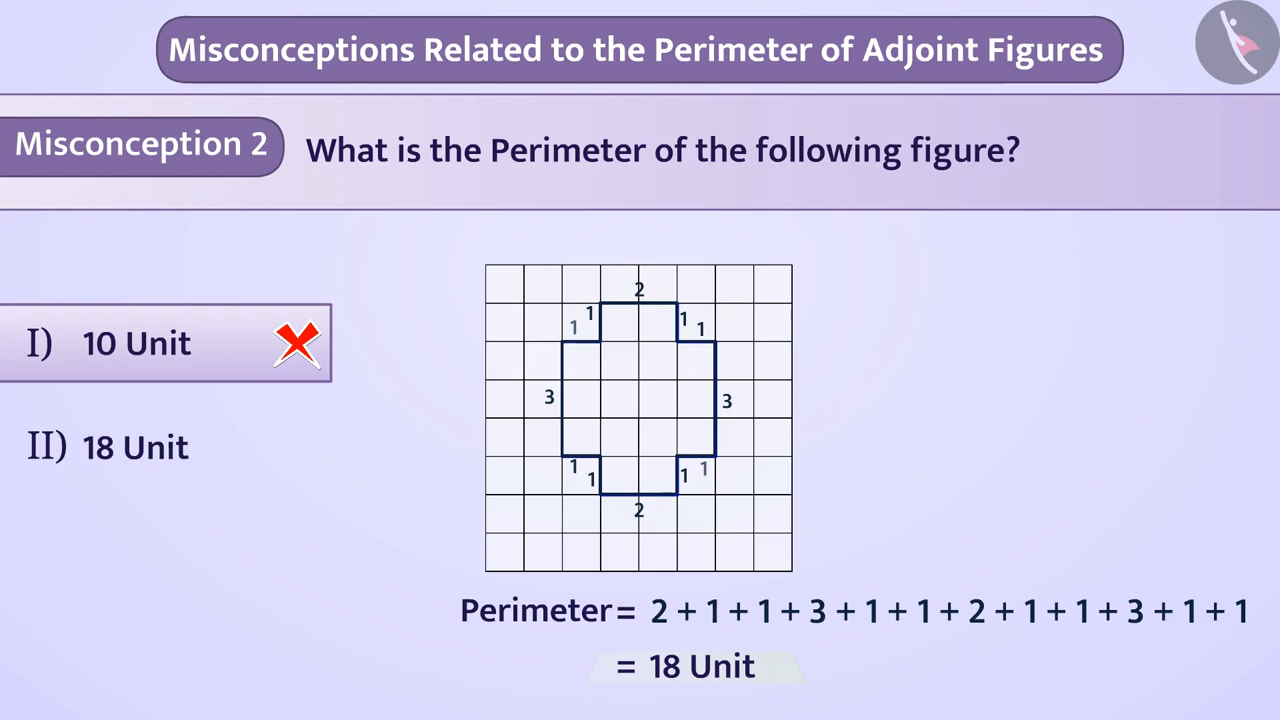 Misconceptions Related to the Perimeter of Adjoint Figures
Misconception 2
What is the Perimeter of the following figure?
I) 10 Unit
II) 18 Unit
2
1
1
1
1
3
3
1
1
1
1
2
Perimeter = 2 + 1 + 1 + 3 + 1 + 1 + 2 + 1 + 1 + 3 + 1 + 1
= 18 Unit